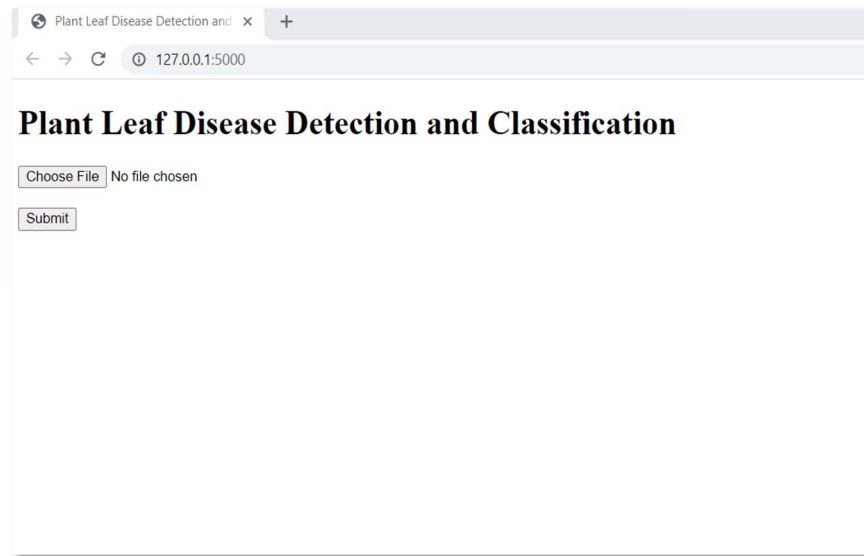 Plant Leaf Disease Detection and
127.0.0.1:5000
Plant Leaf Disease Detection and Classification
Choose File No file chosen
Submit